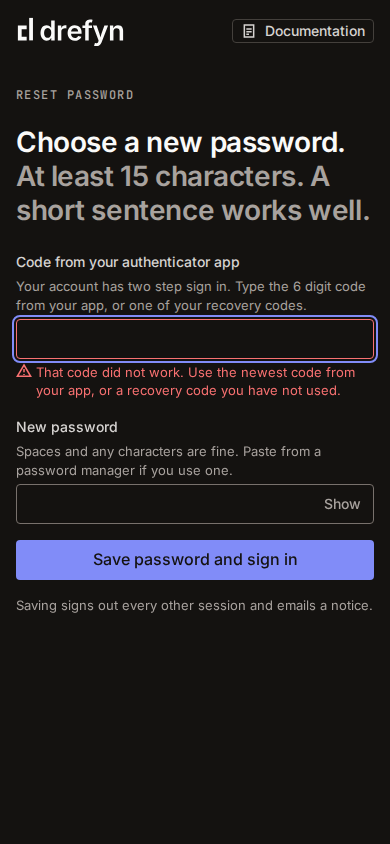 drefyn
Documentation
RESET PASSWORD
Choose a new password.
At least 15 characters. A
short sentence works well.
Code from your authenticator app
Your account has two step sign in. Type the 6 digit code
from your app, or one of your recovery codes.
That code did not work. Use the newest code from
your app, or a recovery code you have not used.
New password
Spaces and any characters are fine. Paste from a
password manager if you use one.
Show
Save password and sign in
Saving signs out every other session and emails a notice.